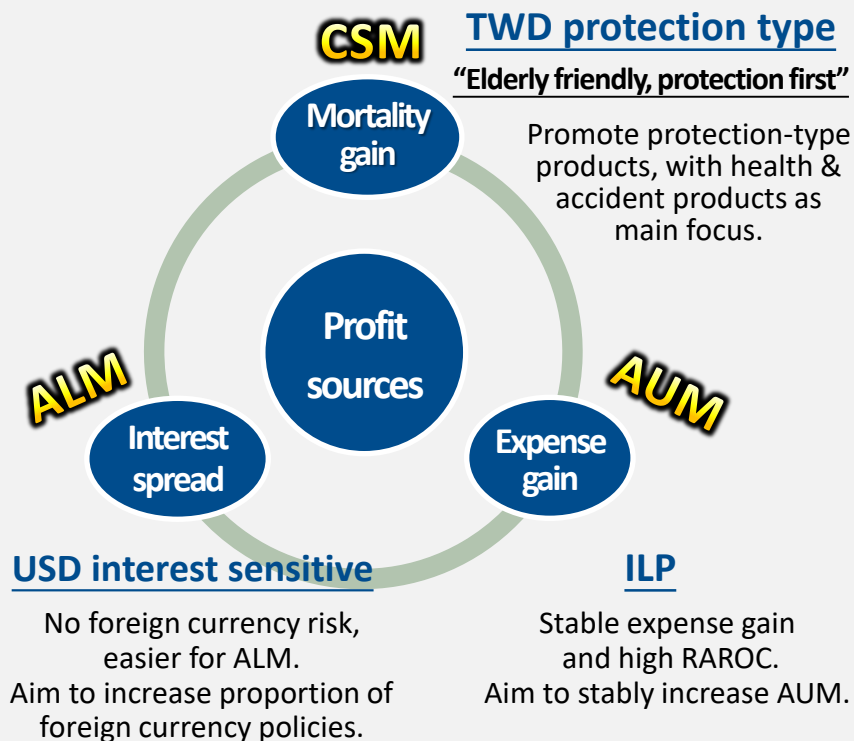 CSM
TWD protection type
“Elderly friendly, protection first”
Mortality
gain
Promote protection-type
products, with health &
accident products as
main focus.
Profit
sources
ALM
AUM
Interest
spread
Expense
gain
USD interest sensitive
No foreign currency risk,
easier for ALM.
Aim to increase proportion of
foreign currency policies.
ILP
Stable expense gain
and high RAROC.
Aim to stably increase AUM.